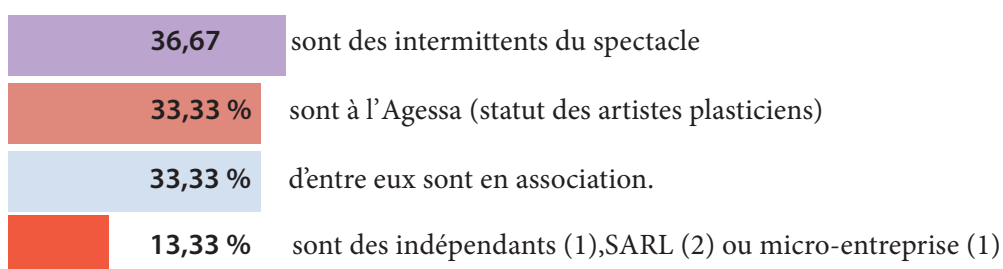 36,67 sont des intermittents du spectacle
33,33 % sont à l’Agessa (statut des artistes plasticiens)
33,33 % d’entre eux sont en association.
13,33 % sont des indépendants (1),SARL (2) ou micro-entreprise (1)